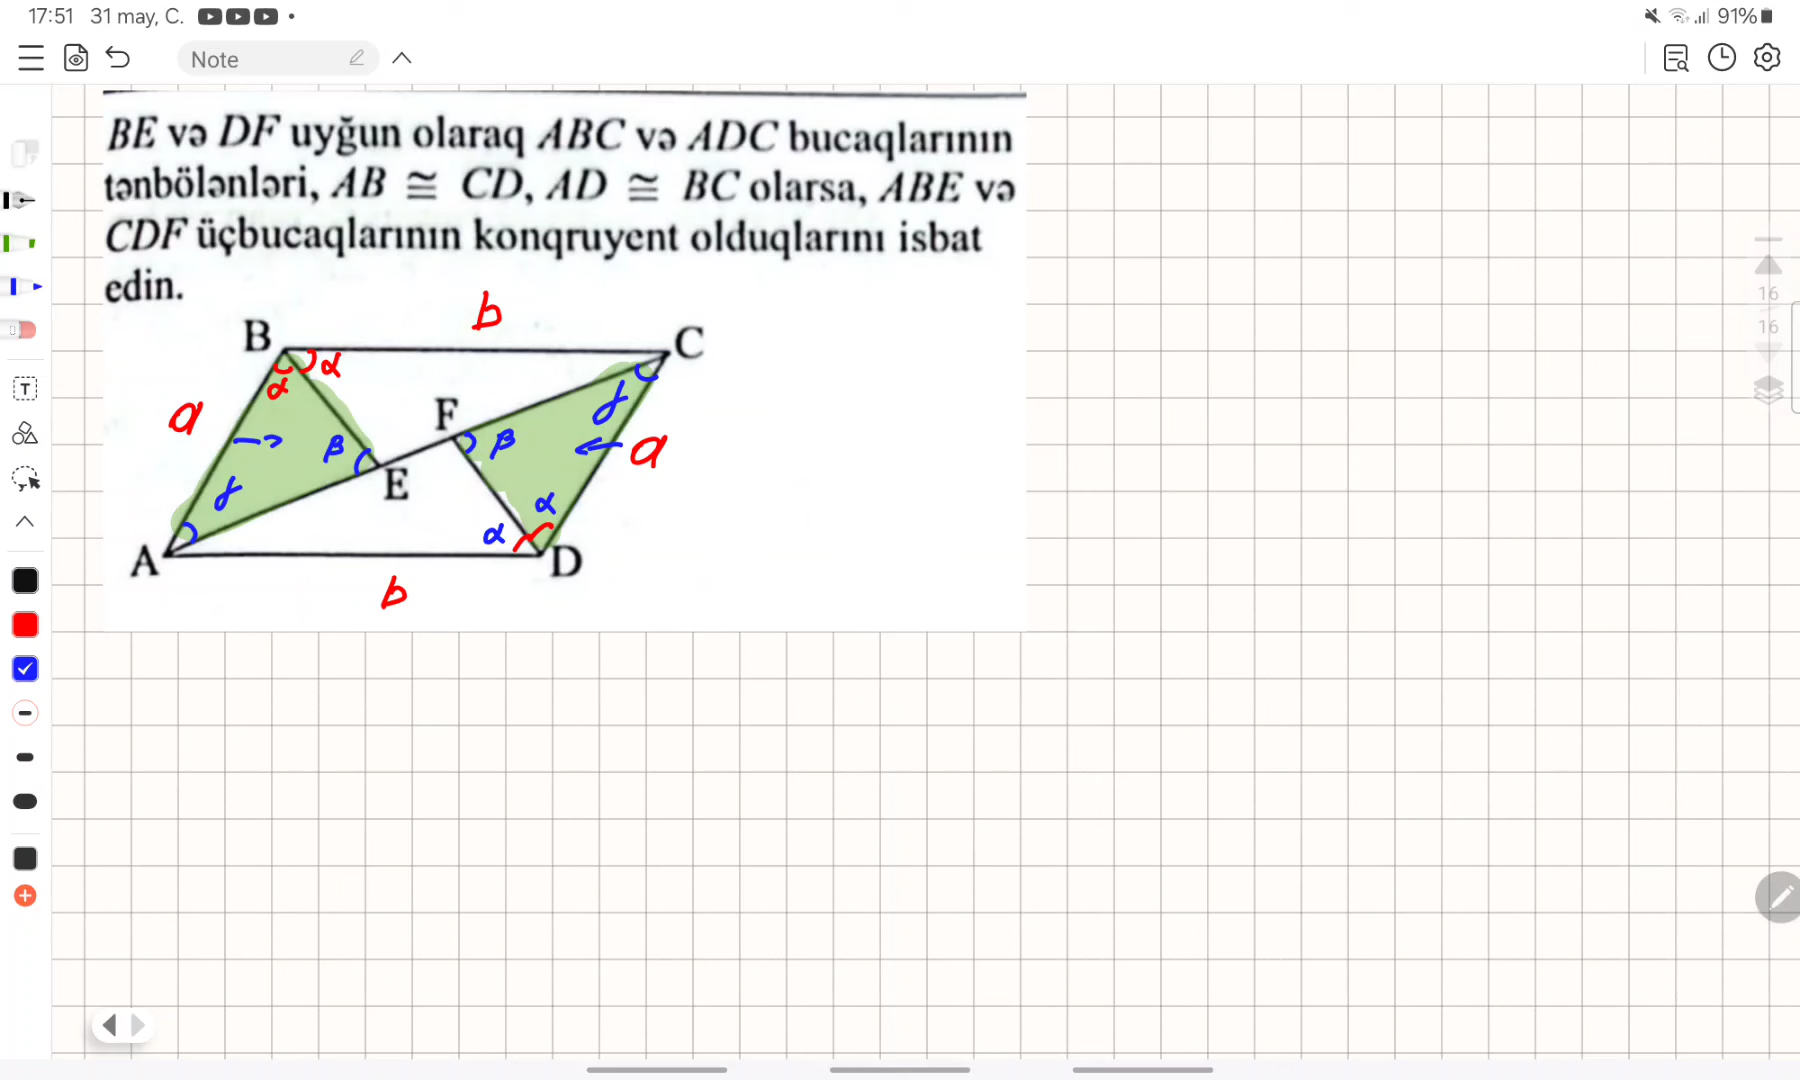 17:51 31 may, C.
91%
Note
BE və DF uyğun olaraq ABC və ADC bucaqlarının
tənbölənləri, AB ≅ CD, AD ≅ BC olarsa, ABE və
CDF üçbucaqlarının konqruyent olduqlarını isbat
edin.
b
B
C
α
α
a
F
γ
β
β
a
E
γ
α
α
A
D
b
16
16
T